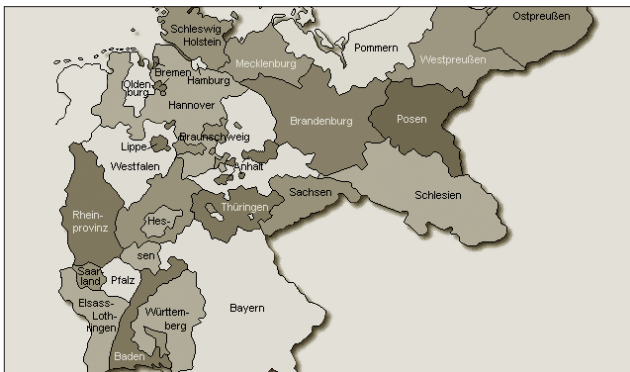 Ostpreußen
Schleswig
Holstein
Pommern
Mecklenburg
Westpreußen
Bremen
Hamburg
Olden
burg
Hannover
Brandenburg
Posen
Braunschweig
Lippe
Westfalen
Anhalt
Sachsen
Schlesien
Thüringen
Rhein-
provinz
Hes-
sen
Saar-
land
Pfalz
Elsass-
Loth-
ringen
Württem-
berg
Bayern
Baden